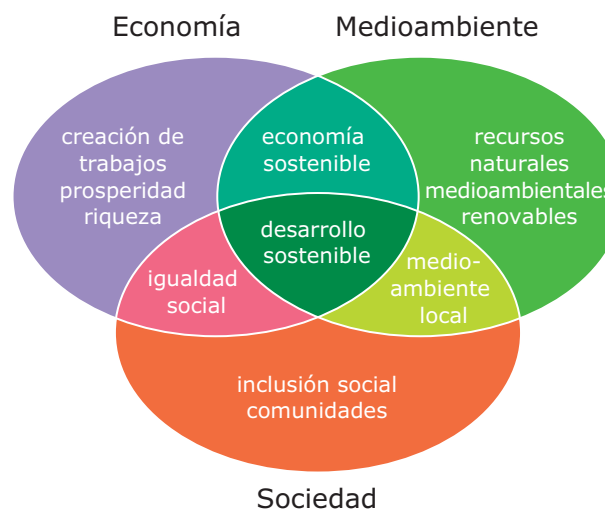 Economía
Medioambiente
creación de
trabajos
prosperidad
riqueza
economía
sostenible
recursos
naturales
medioambientales
renovables
desarrollo
sostenible
igualdad
social
medio-
ambiente
local
inclusión social
comunidades
Sociedad